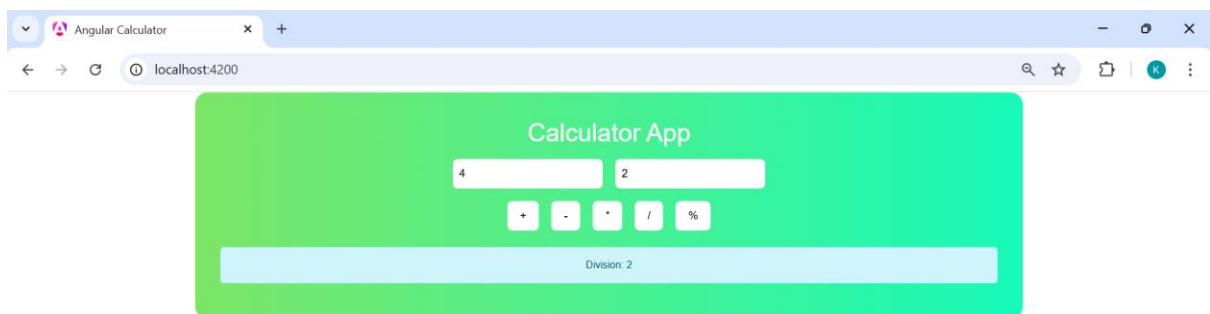 Angular Calculator
localhost:4200
K
Calculator App
4 2
+ - * / %
Division: 2